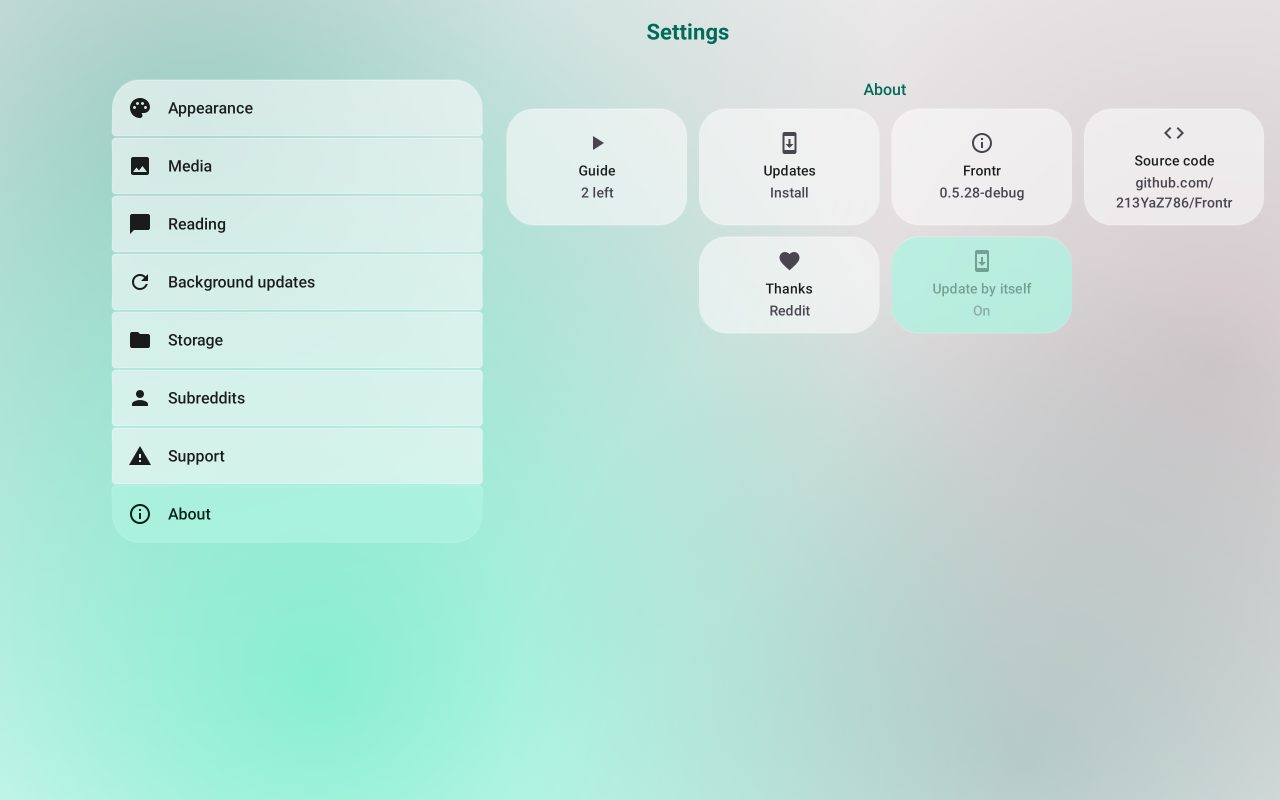 Settings
Appearance
Media
Reading
Background updates
Storage
Subreddits
Support
About
About
Guide
2 left
Updates
Install
Frontr
0.5.28-debug
Source code
github.com/
213YaZ786/Frontr
Thanks
Reddit
Update by itself
On